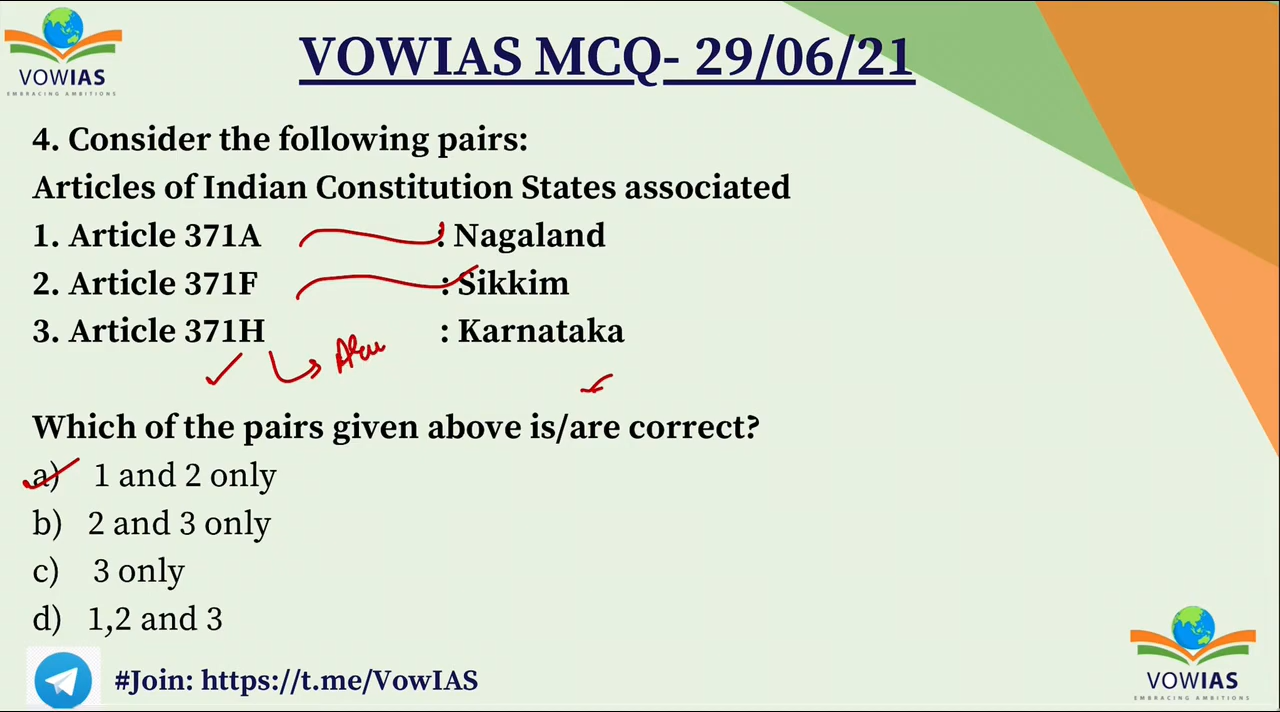 VOWIAS
EMBRACING AMBITIONS
VOWIAS MCQ- 29/06/21
4. Consider the following pairs:
Articles of Indian Constitution States associated
1. Article 371A : Nagaland
2. Article 371F : Sikkim
3. Article 371H : Karnataka
Which of the pairs given above is/are correct?
a) 1 and 2 only
b) 2 and 3 only
c) 3 only
d) 1,2 and 3
#Join: https://t.me/VowIAS
VOWIAS
EMBRACING AMBITIONS